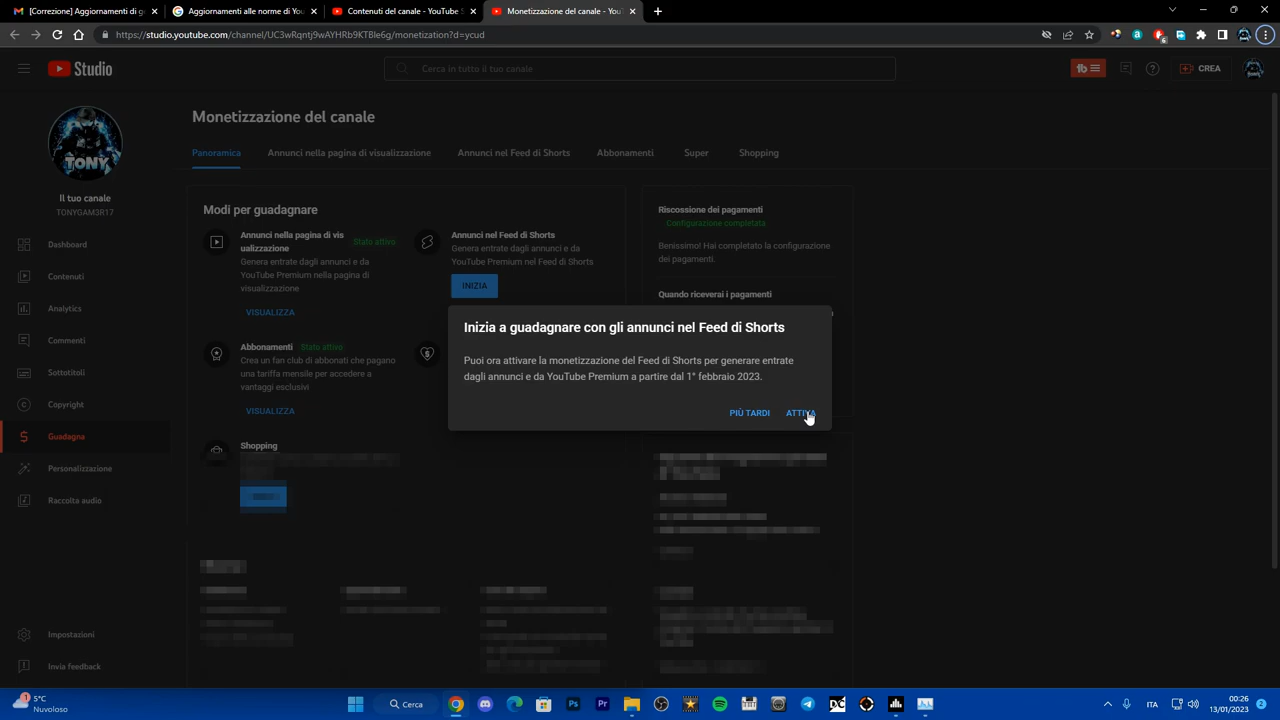 [Correzione] Aggiornamenti di g
Aggiornamenti alle nome di Yo
Contenuti del canale - YouTube S
Monetizzazione del canale - You
https://studio.youtube.com/channel/UC3wRqntj9wAYHRb9KTBle6g/monetization?d=ycud
Studio
Cerca in tutto il tuo canale
CREA
TONY
Il tuo canale
TONYGAM3R17
Dashboard
Contenuti
Analytics
Commenti
Sottotitoli
Copyright
Guadagna
Personalizzazione
Raccolta audio
Impostazioni
Invia feedback
Monetizzazione del canale
Panoramica
Annunci nella pagina di visualizzazione
Annunci nel Feed di Shorts
Abbonamenti
Super
Shopping
Modi per guadagnare
Annunci nella pagina di vis
ualizzazione
Stato attivo
Genera entrate dagli annunci e da
YouTube Premium nella pagina di
visualizzazione
VISUALIZZA
Annunci nel Feed di Shorts
Genera entrate dagli annunci e da
YouTube Premium nel Feed di Shorts
INIZIA
Abbonamenti
Stato attivo
Crea un fan club di abbonati che pagano
una tariffa mensile per accedere a
vantaggi esclusivi
VISUALIZZA
Shopping
Riscossione dei pagamenti
Configurazione completata
Benissimo! Hai completato la configurazione
dei pagamenti.
Quando riceverai i pagamenti
Inizia a guadagnare con gli annunci nel Feed di Shorts
Puoi ora attivare la monetizzazione del Feed di Shorts per generare entrate
dagli annunci e da YouTube Premium a partire dal 1° febbraio 2023.
PIÙ TARDI
ATTIVA
5°C
Nuvoloso
Cerca
ITA
00:26
13/01/2023